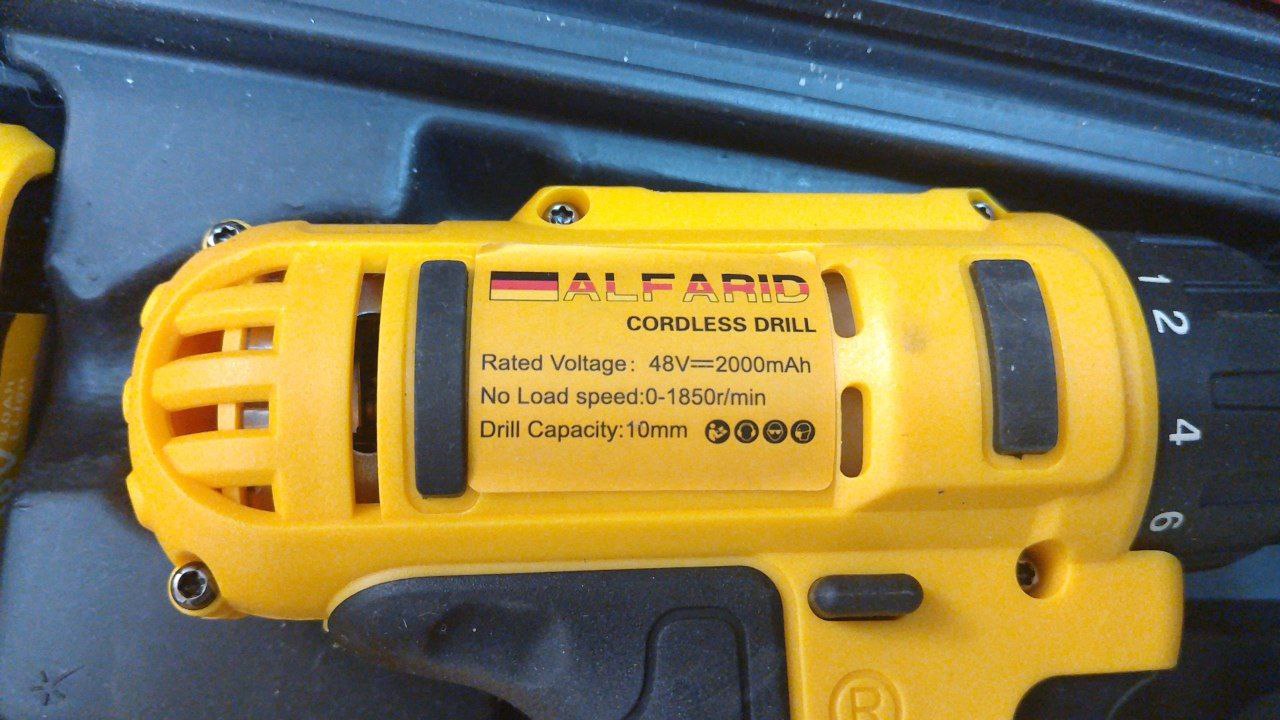 ALFARID
CORDLESS DRILL
Rated Voltage: 48V⎓2000mAh
No Load speed:0-1850r/min
Drill Capacity:10mm
1
2
4
6
®